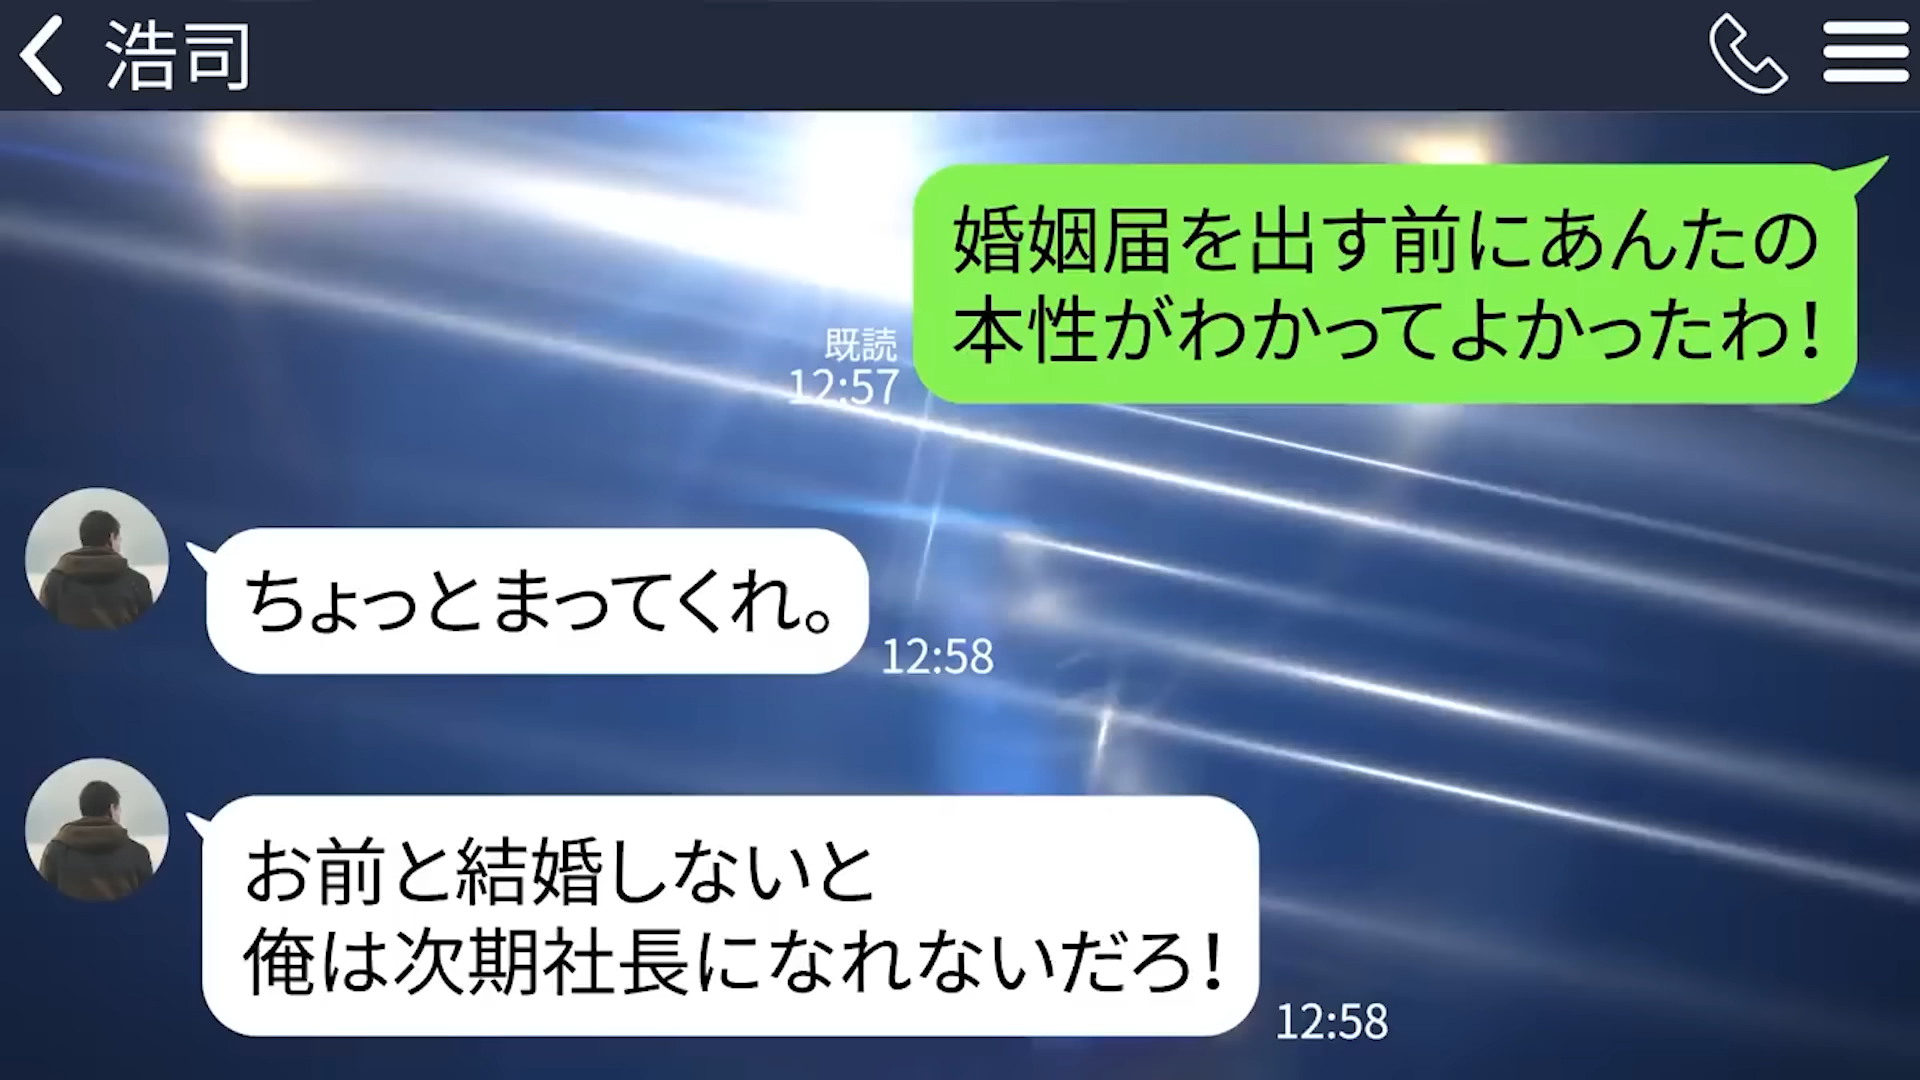 浩司
婚姻届を出す前にあんたの
本性がわかってよかったわ！
既読
12:57
ちょっとまってくれ。
12:58
お前と結婚しないと
俺は次期社長になれないだろ！
12:58